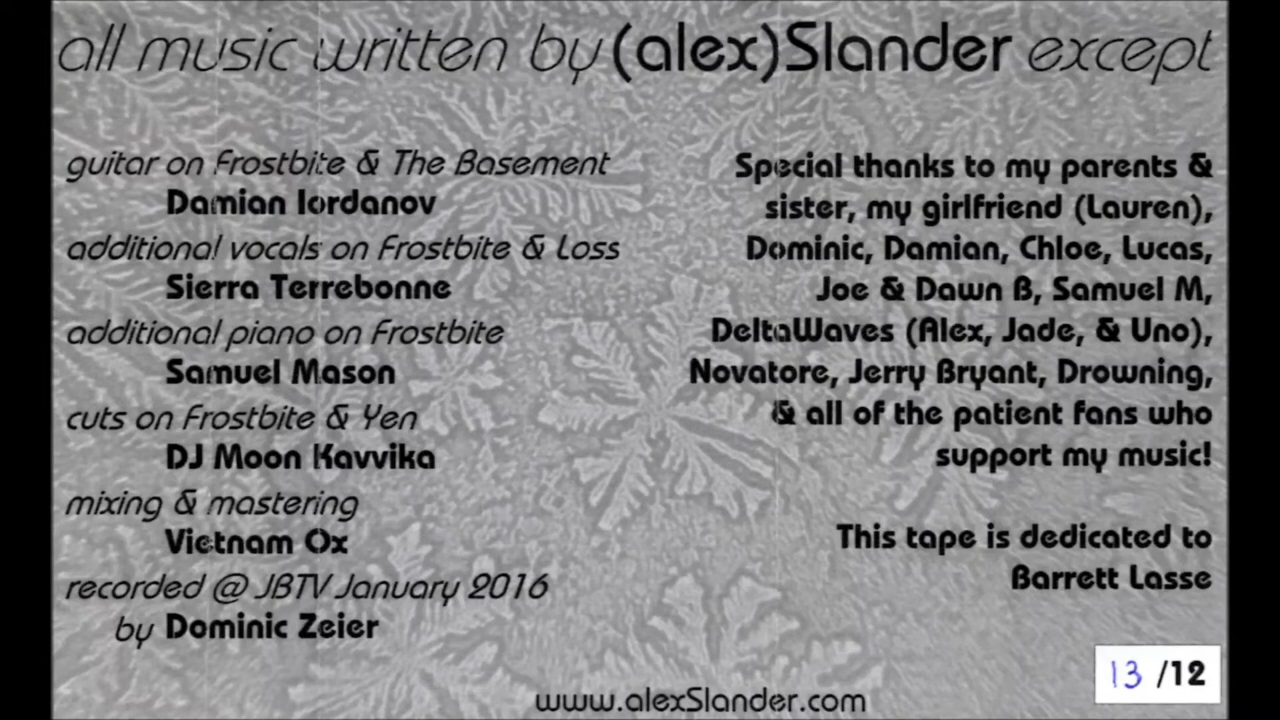 all music written by (alex)Slander except
guitar on Frostbite & The Basement
Damian Iordanov
additional vocals on Frostbite & Loss
Sierra Terrebonne
additional piano on Frostbite
Samuel Mason
cuts on Frostbite & Yen
DJ Moon Kavvika
mixing & mastering
Vietnam Ox
recorded @ JBTV January 2016
by Dominic Zeier
Special thanks to my parents &
sister, my girlfriend (Lauren),
Dominic, Damian, Chloe, Lucas,
Joe & Dawn B, Samuel M,
DeltaWaves (Alex, Jade, & Uno),
Novatore, Jerry Bryant, Drowning,
& all of the patient fans who
support my music!
This tape is dedicated to
Barrett Lasse
13 /12
www.alexSlander.com